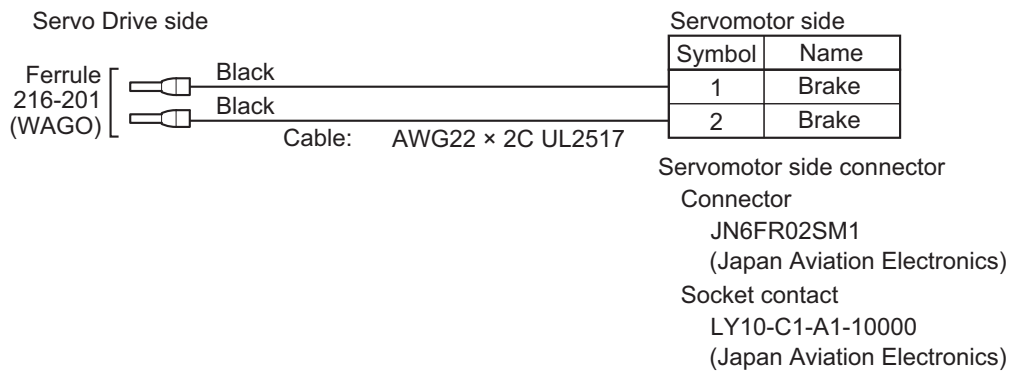 Servo Drive side
Servomotor side
Symbol Name
Ferrule
216-201
(WAGO)
Black
1 Brake
Black
2 Brake
Cable: AWG22 × 2C UL2517
Servomotor side connector
Connector
JN6FR02SM1
(Japan Aviation Electronics)
Socket contact
LY10-C1-A1-10000
(Japan Aviation Electronics)